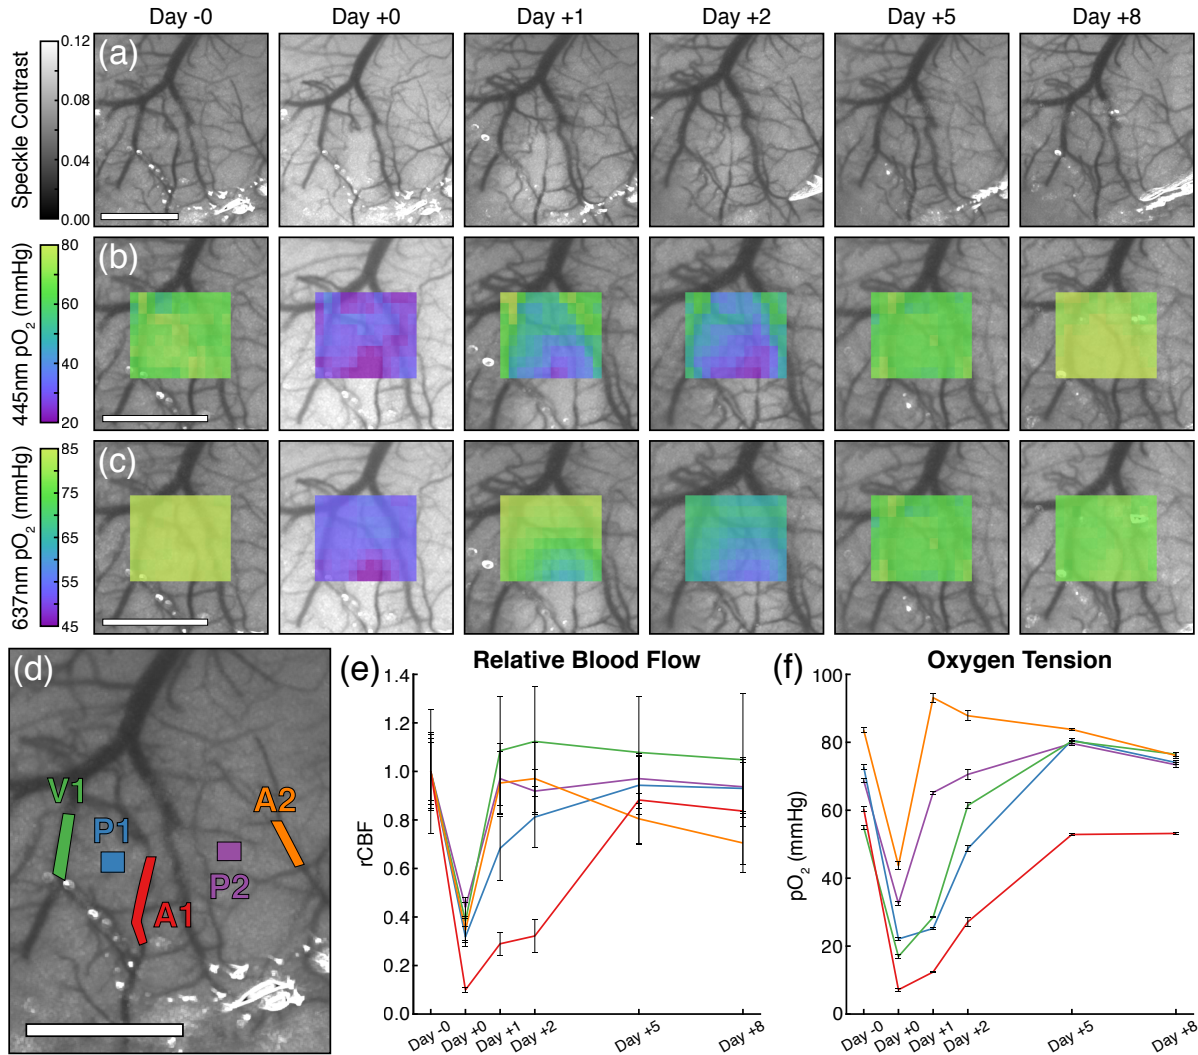 Day -0 Day +0 Day +1 Day +2 Day +5 Day +8
Speckle Contrast
0.12
0.08
0.04
0.00
(a)
445nm pO2 (mmHg)
80
60
40
20
(b)
637nm pO2 (mmHg)
85
75
65
55
45
(c)
(d)
V1
P1
A1
P2
A2
(e)
Relative Blood Flow
rCBF
1.4
1.2
1.0
0.8
0.6
0.4
0.2
0.0
Day -0 Day +0 Day +1 Day +2 Day +5 Day +8
(f)
Oxygen Tension
pO2 (mmHg)
100
80
60
40
20
0
Day -0 Day +0 Day +1 Day +2 Day +5 Day +8